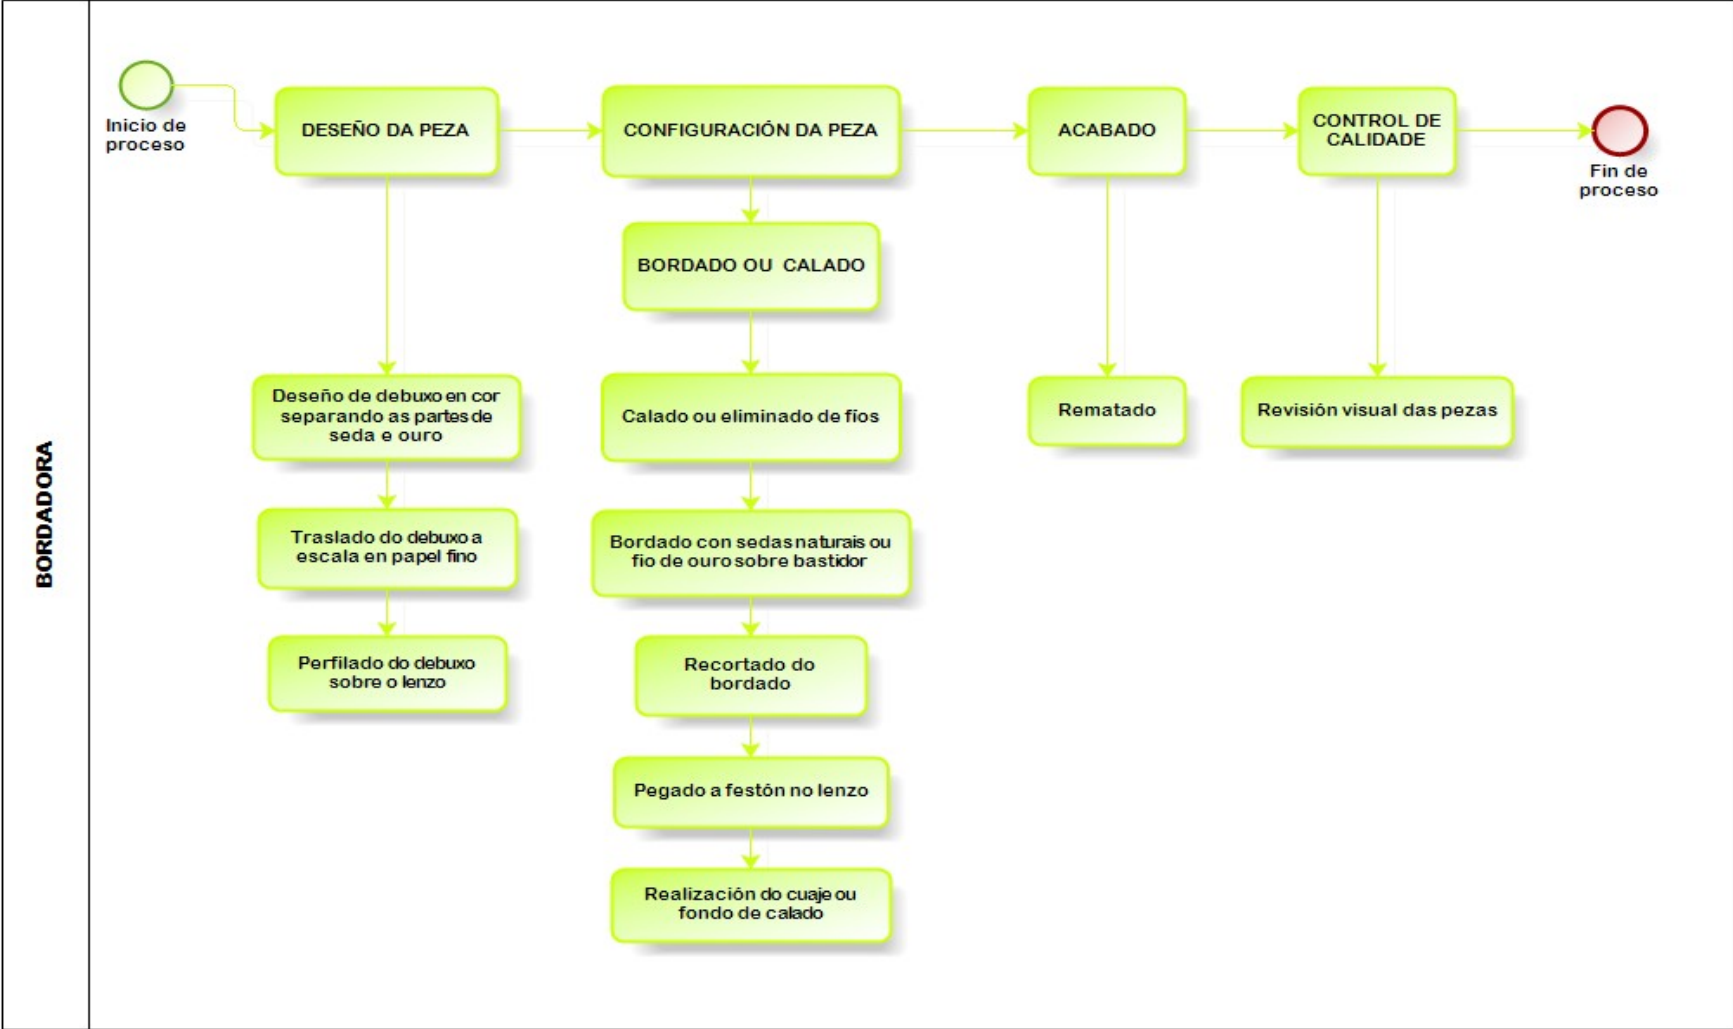 BORDADORA
Inicio de
proceso
DESEÑO DA PEZA
CONFIGURACIÓN DA PEZA
ACABADO
CONTROL DE
CALIDADE
Fin de
proceso
BORDADO OU CALADO
Deseño de debuxo en cor
separando as partes de
seda e ouro
Traslado do debuxo a
escala en papel fino
Perfilado do debuxo
sobre o lenzo
Calado ou eliminado de fíos
Bordado con sedas naturais ou
fio de ouro sobre bastidor
Recortado do
bordado
Pegado a festón no lenzo
Realización do cuaje ou
fondo de calado
Rematado
Revisión visual das pezas